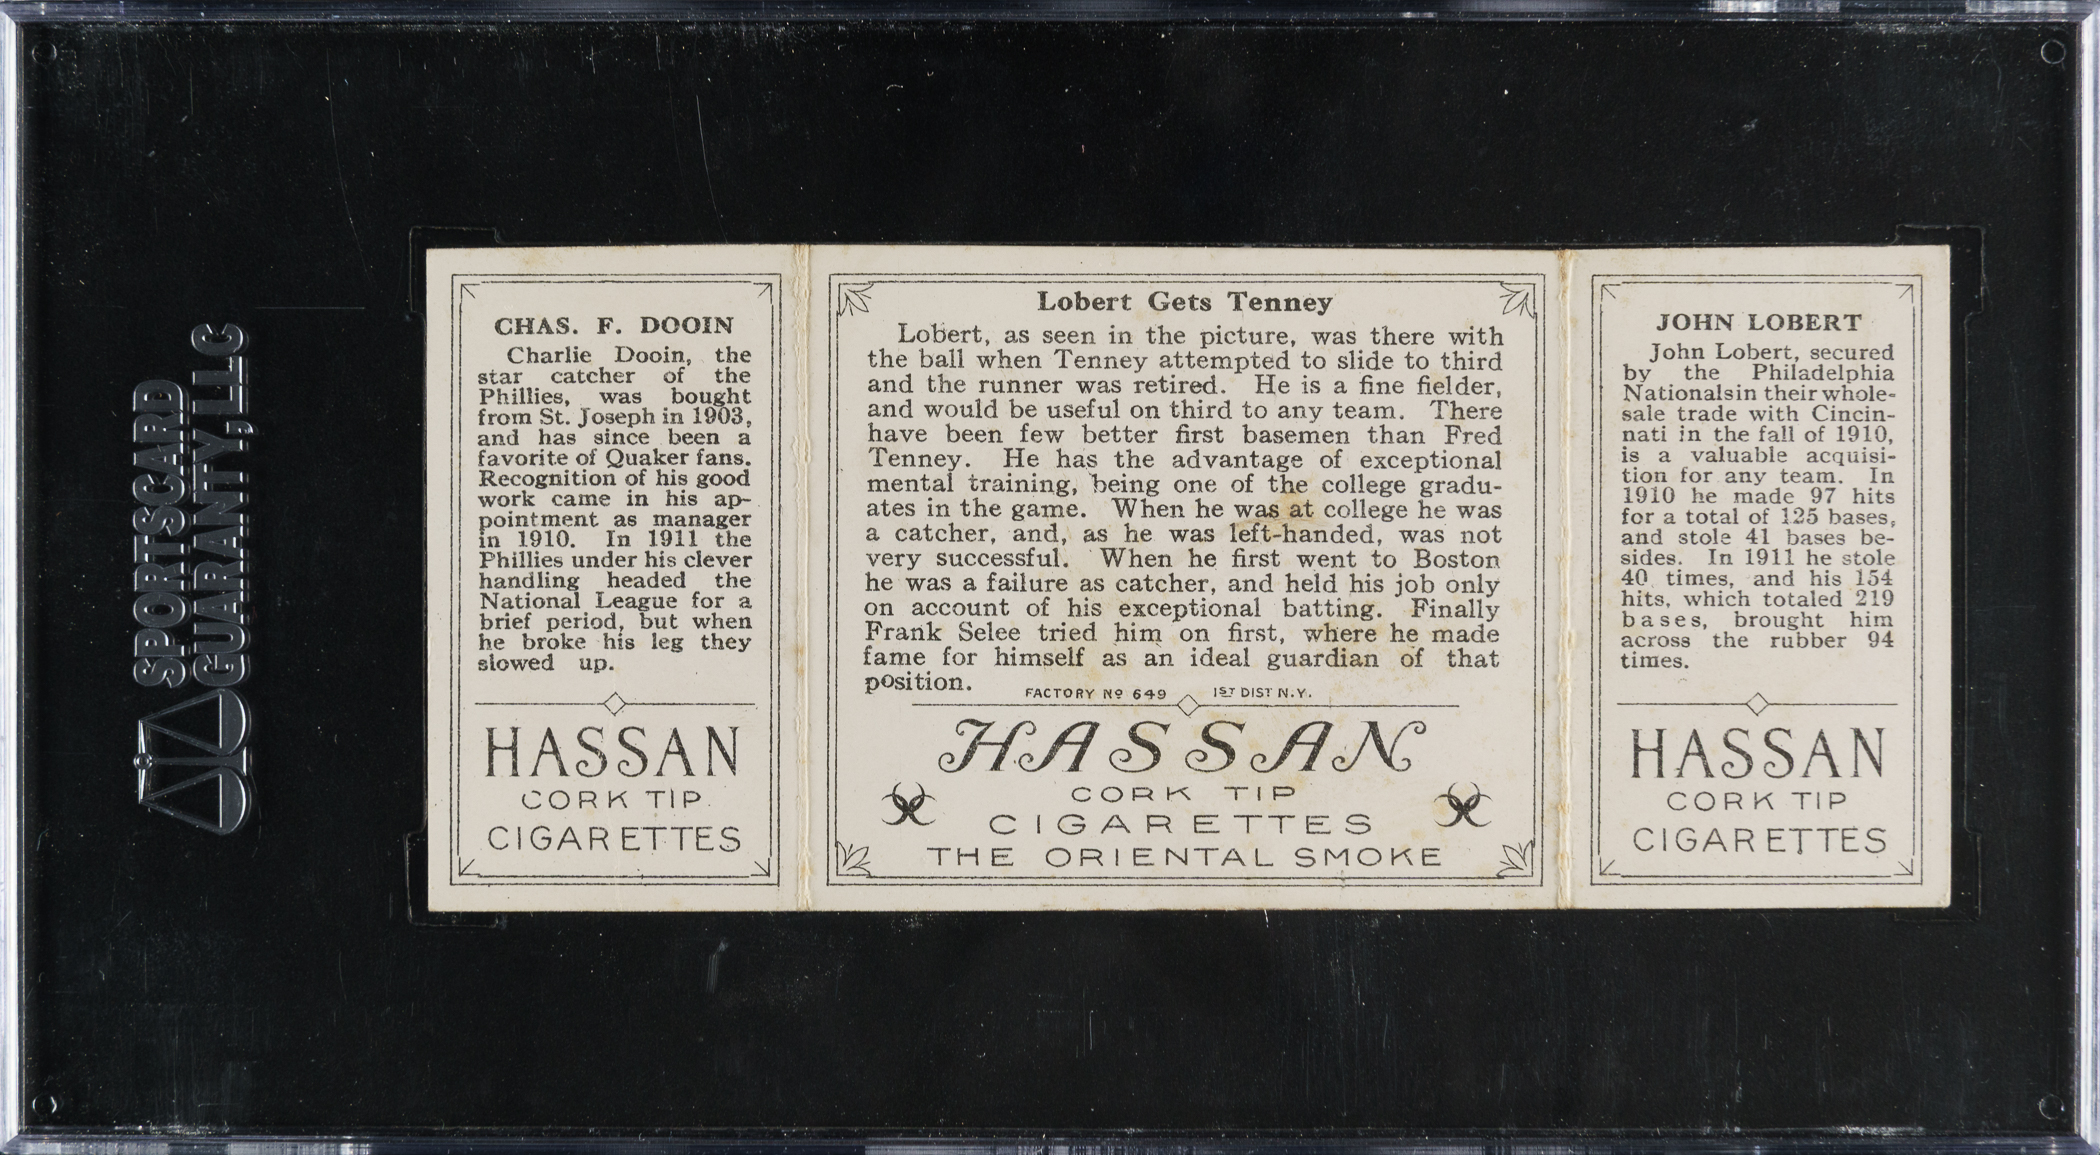 SPORTSCARD
GUARANTY, LLC
CHAS. F. DOOIN
Charlie Dooin, the
star catcher of the
Phillies, was bought
from St. Joseph in 1903,
and has since been a
favorite of Quaker fans.
Recognition of his good
work came in his ap-
pointment as manager
in 1910. In 1911 the
Phillies under his clever
handling headed the
National League for a
brief period, but when
he broke his leg they
slowed up.
HASSAN
CORK TIP
CIGARETTES
Lobert Gets Tenney
Lobert, as seen in the picture, was there with
the ball when Tenney attempted to slide to third
and the runner was retired. He is a fine fielder,
and would be useful on third to any team. There
have been few better first basemen than Fred
Tenney. He has the advantage of exceptional
mental training, being one of the college gradu-
ates in the game. When he was at college he was
a catcher, and, as he was left-handed, was not
very successful. When he first went to Boston
he was a failure as catcher, and held his job only
on account of his exceptional batting. Finally
Frank Selee tried him on first, where he made
fame for himself as an ideal guardian of that
position.
FACTORY Nº 649 1ST DIST N.Y.
HASSAN
CORK TIP
CIGARETTES
THE ORIENTAL SMOKE
JOHN LOBERT
John Lobert, secured
by the Philadelphia
Nationalsin their whole-
sale trade with Cincin-
nati in the fall of 1910,
is a valuable acquisi-
tion for any team. In
1910 he made 97 hits
for a total of 125 bases,
and stole 41 bases be-
sides. In 1911 he stole
40 times, and his 154
hits, which totaled 219
bases, brought him
across the rubber 94
times.
HASSAN
CORK TIP
CIGARETTES